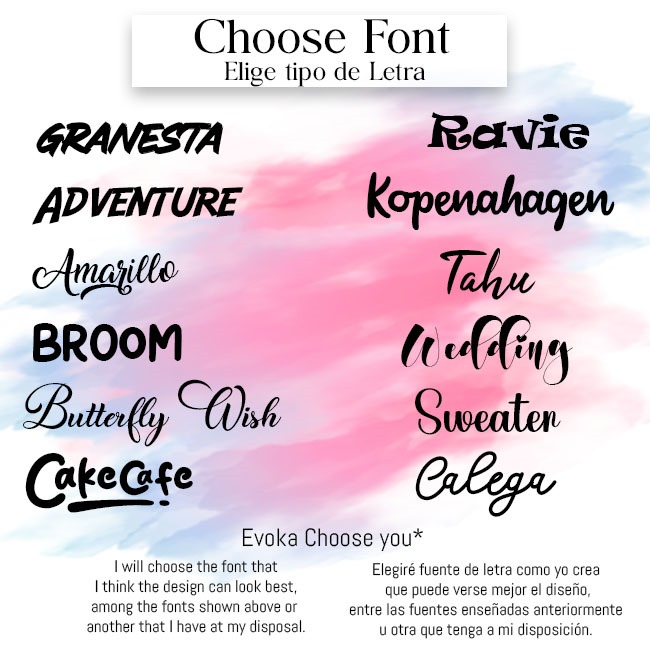 Choose Font
Elige tipo de Letra
GRANESTA
ADVENTURE
Amarillo
BROOM
Butterfly Wish
CakeCafe
Ravie
Kopenahagen
Tahu
Wedding
Sweater
Calega
Evoka Choose you*
I will choose the font that
I think the design can look best,
among the fonts shown above or
another that I have at my disposal.
Elegiré fuente de letra como yo crea
que puede verse mejor el diseño,
entre las fuentes enseñadas anteriormente
u otra que tenga a mi disposición.